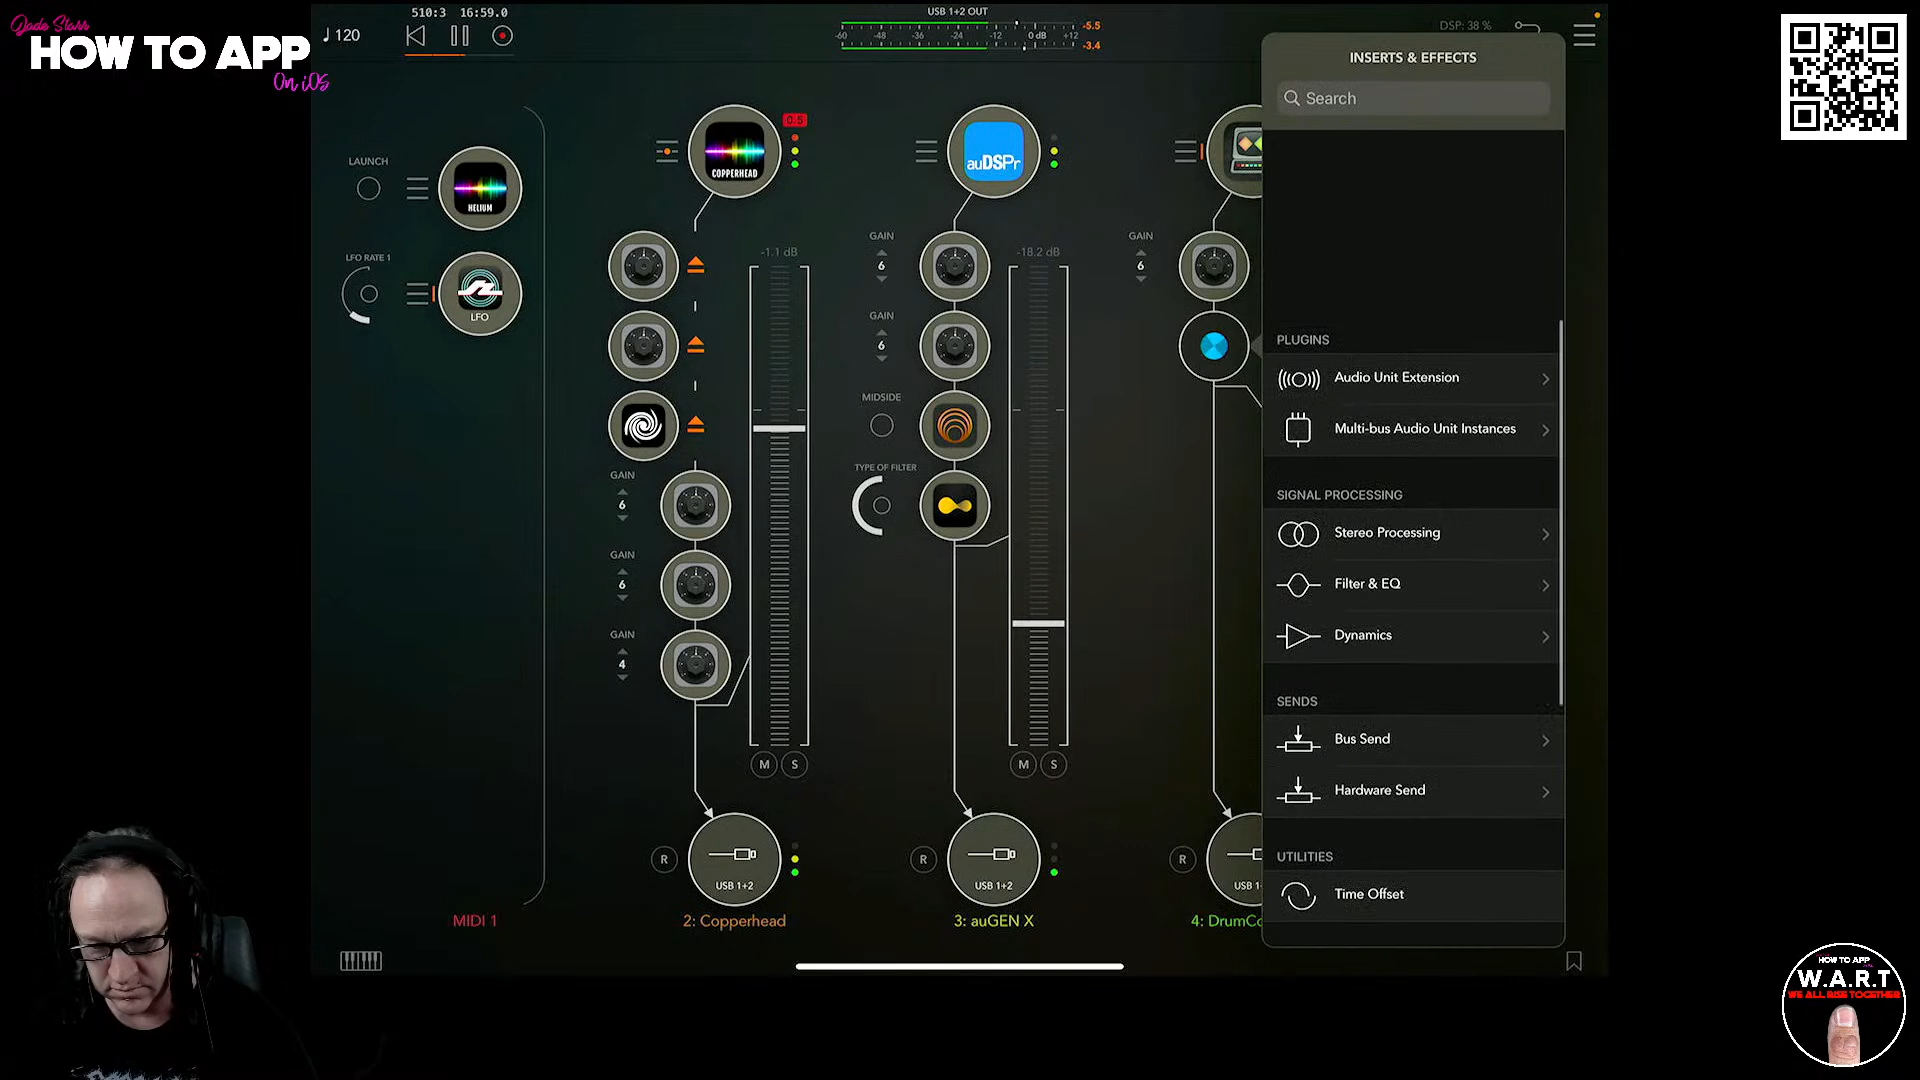 Jade Starr
HOW TO APP
On iOS
510:3 16:59.0
♩120
USB 1+2 OUT
-60 -48 -36 -24 -12 0 dB +12
-5.5
-3.4
DSP: 38 %
INSERTS & EFFECTS
Search
PLUGINS
Audio Unit Extension
Multi-bus Audio Unit Instances
SIGNAL PROCESSING
Stereo Processing
Filter & EQ
Dynamics
SENDS
Bus Send
Hardware Send
UTILITIES
Time Offset
LAUNCH
HELIUM
LFO RATE 1
LFO
MIDI 1
COPPERHEAD
0.5
-1.1 dB
GAIN
6
GAIN
6
GAIN
4
M S
R
USB 1+2
2: Copperhead
auDSPr
GAIN
6
GAIN
6
MIDSIDE
TYPE OF FILTER
-18.2 dB
M S
R
USB 1+2
3: auGEN X
GAIN
6
R
USB 1+
4: DrumCo
HOW TO APP
W.A.R.T
WE ALL RISE TOGETHER